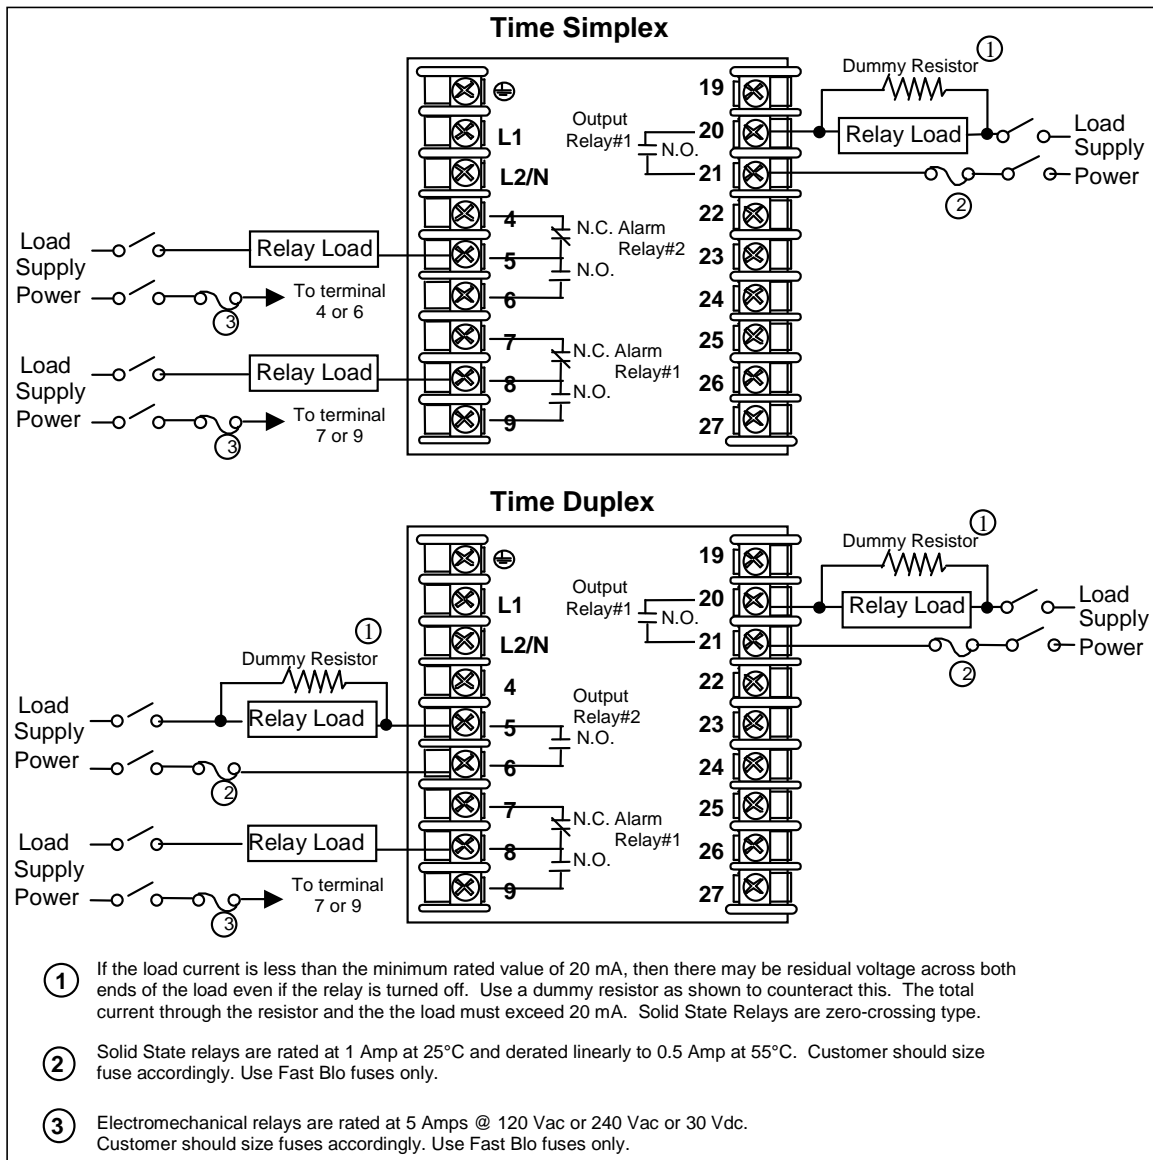 Time Simplex
1
Dummy Resistor
Relay Load
Load
Supply
Power
2
Output
Relay#1
N.O.
19
20
21
22
23
24
25
26
27
L1
L2/N
4
5
6
7
8
9
N.C. Alarm
Relay#2
N.O.
N.C. Alarm
Relay#1
N.O.
Load
Supply
Power
Relay Load
3
To terminal
4 or 6
Load
Supply
Power
Relay Load
3
To terminal
7 or 9
Time Duplex
1
Dummy Resistor
Relay Load
Load
Supply
Power
2
Output
Relay#1
N.O.
19
20
21
22
23
24
25
26
27
L1
L2/N
4
5
6
7
8
9
Output
Relay#2
N.O.
N.C. Alarm
Relay#1
N.O.
1
Dummy Resistor
Load
Supply
Power
Relay Load
2
Load
Supply
Power
Relay Load
3
To terminal
7 or 9
1 If the load current is less than the minimum rated value of 20 mA, then there may be residual voltage across both
ends of the load even if the relay is turned off. Use a dummy resistor as shown to counteract this. The total
current through the resistor and the the load must exceed 20 mA. Solid State Relays are zero-crossing type.
2 Solid State relays are rated at 1 Amp at 25°C and derated linearly to 0.5 Amp at 55°C. Customer should size
fuse accordingly. Use Fast Blo fuses only.
3 Electromechanical relays are rated at 5 Amps @ 120 Vac or 240 Vac or 30 Vdc.
Customer should size fuses accordingly. Use Fast Blo fuses only.